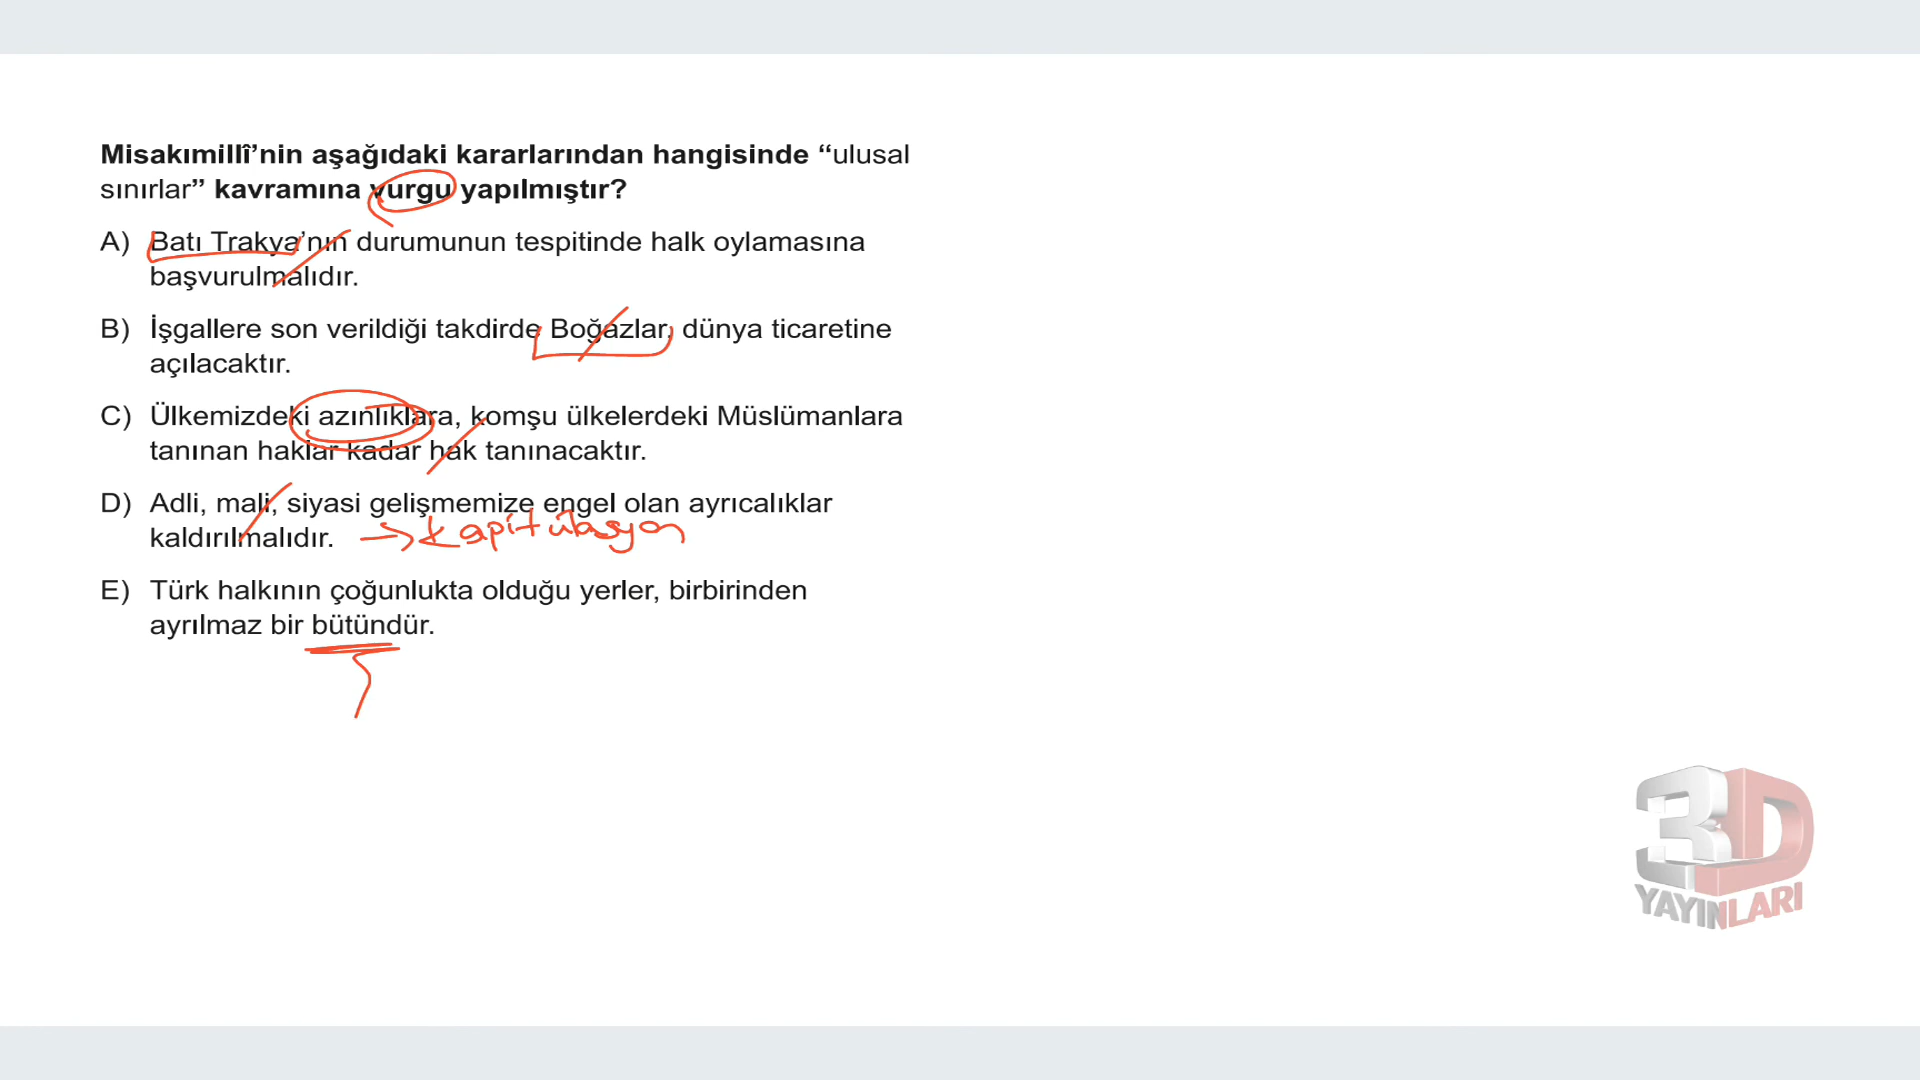 Misakımillî’nin aşağıdaki kararlarından hangisinde “ulusal
sınırlar” kavramına vurgu yapılmıştır?
A) Batı Trakya’nın durumunun tespitinde halk oylamasına
başvurulmalıdır.
B) İşgallere son verildiği takdirde Boğazlar, dünya ticaretine
açılacaktır.
C) Ülkemizdeki azınlıklara, komşu ülkelerdeki Müslümanlara
tanınan haklar kadar hak tanınacaktır.
D) Adli, mali, siyasi gelişmemize engel olan ayrıcalıklar
kaldırılmalıdır. → Kapitülasyon
E) Türk halkının çoğunlukta olduğu yerler, birbirinden
ayrılmaz bir bütündür.
3D
YAYINLARI